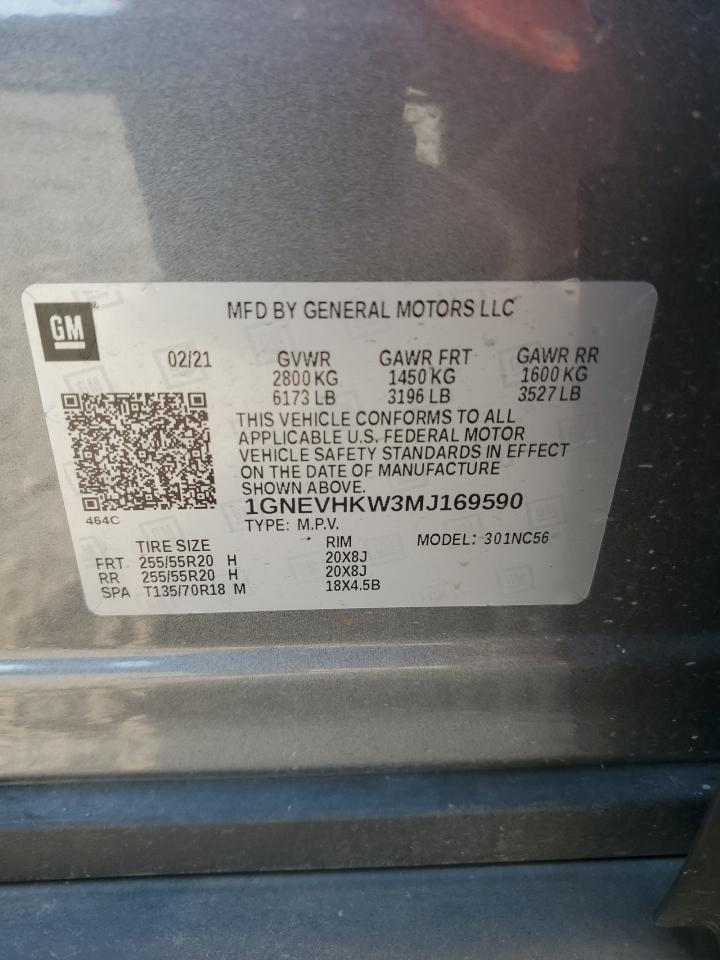 GM
MFD BY GENERAL MOTORS LLC
02/21 GVWR GAWR FRT GAWR RR
2800 KG 1450 KG 1600 KG
6173 LB 3196 LB 3527 LB
THIS VEHICLE CONFORMS TO ALL
APPLICABLE U.S. FEDERAL MOTOR
VEHICLE SAFETY STANDARDS IN EFFECT
ON THE DATE OF MANUFACTURE
SHOWN ABOVE.
1GNEVHKW3MJ169590
464C
TYPE: M.P.V.
TIRE SIZE RIM MODEL: 301NC56
FRT 255/55R20 H 20X8J
RR 255/55R20 H 20X8J
SPA T135/70R18 M 18X4.5B